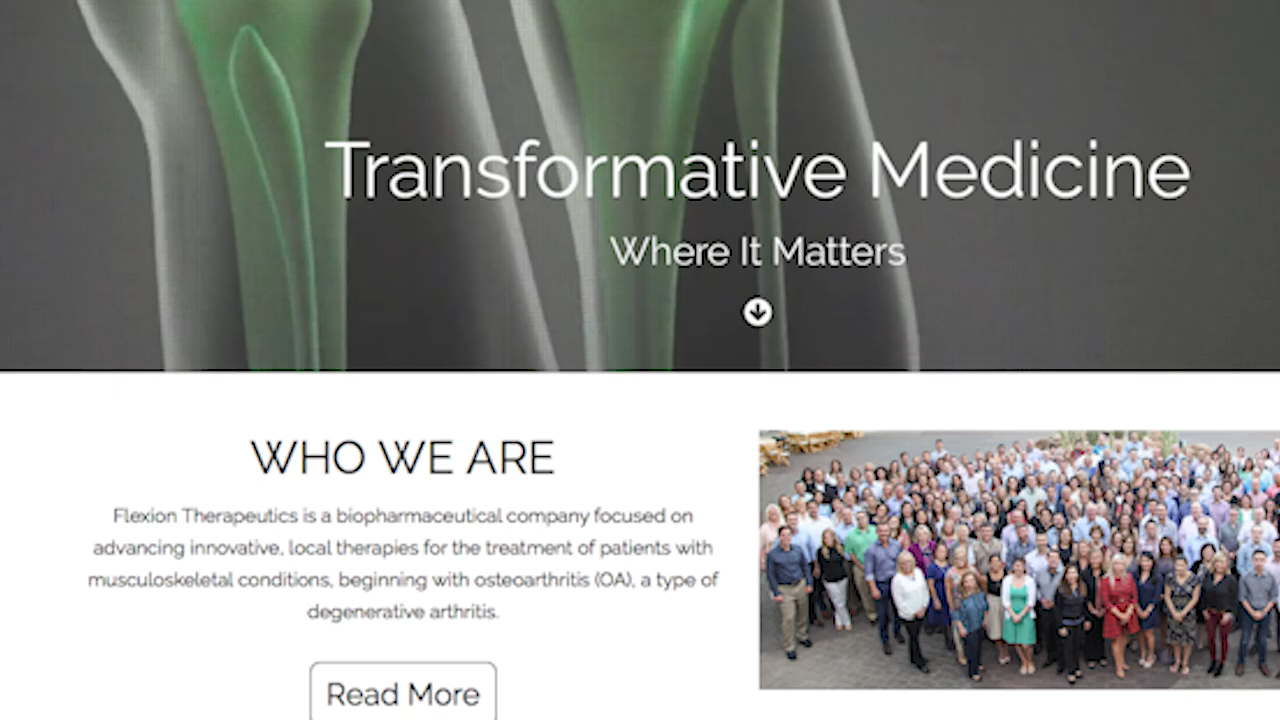 Transformative Medicine
Where It Matters
WHO WE ARE
Flexion Therapeutics is a biopharmaceutical company focused on
advancing innovative, local therapies for the treatment of patients with
musculoskeletal conditions, beginning with osteoarthritis (OA), a type of
degenerative arthritis.
Read More